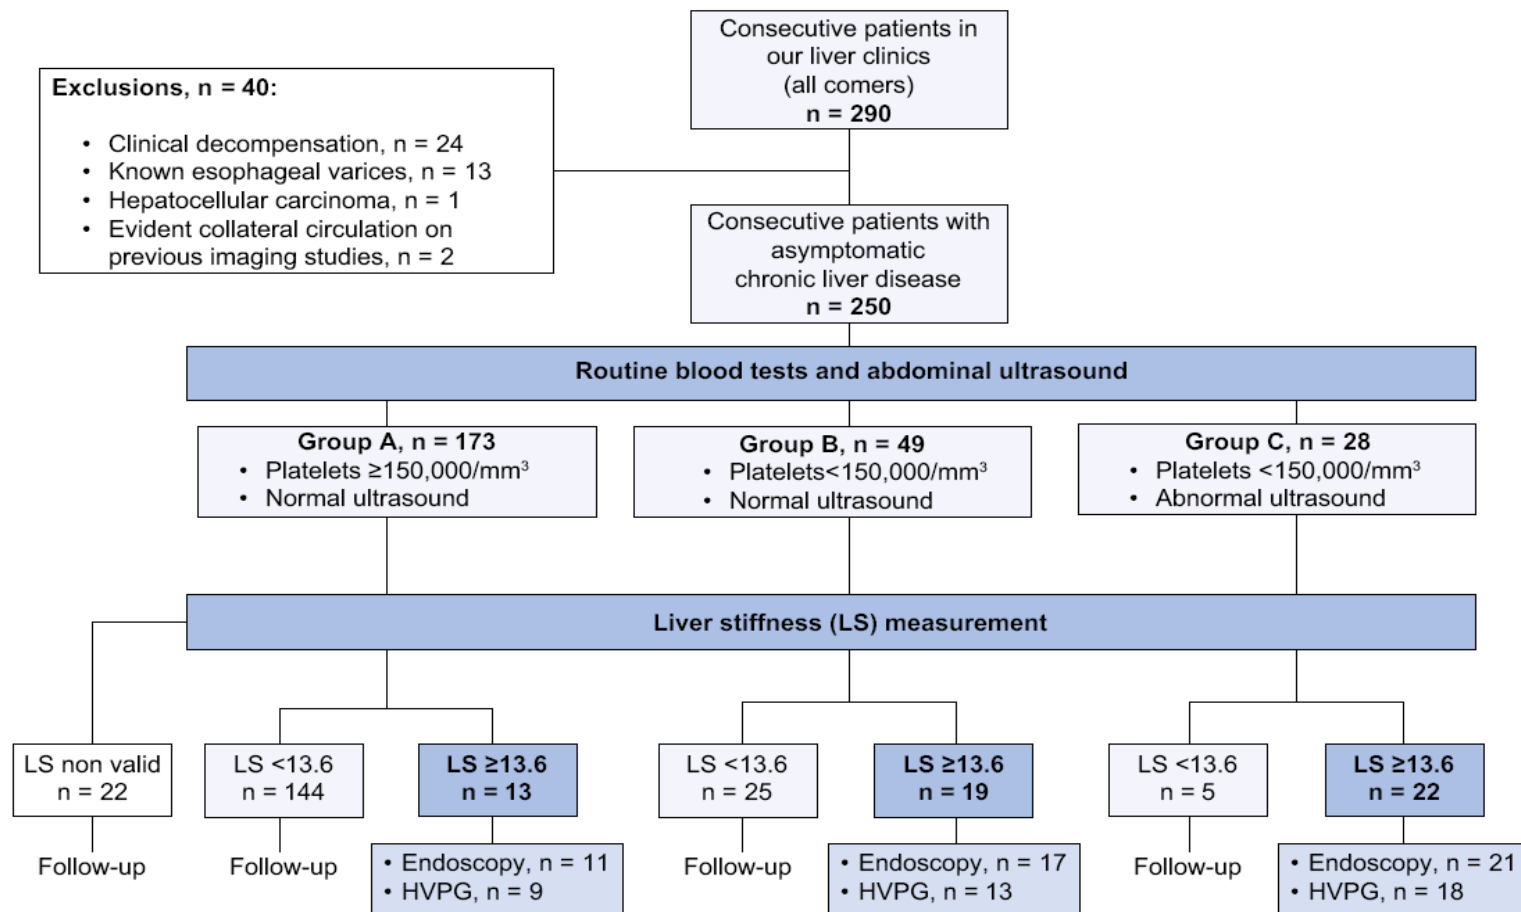 Consecutive patients in
our liver clinics
(all comers)
n = 290
Exclusions, n = 40:
• Clinical decompensation, n = 24
• Known esophageal varices, n = 13
• Hepatocellular carcinoma, n = 1
• Evident collateral circulation on
previous imaging studies, n = 2
Consecutive patients with
asymptomatic
chronic liver disease
n = 250
Routine blood tests and abdominal ultrasound
Group A, n = 173
• Platelets ≥150,000/mm³
• Normal ultrasound
Group B, n = 49
• Platelets<150,000/mm³
• Normal ultrasound
Group C, n = 28
• Platelets <150,000/mm³
• Abnormal ultrasound
Liver stiffness (LS) measurement
LS non valid
n = 22
LS <13.6
n = 144
LS ≥13.6
n = 13
LS <13.6
n = 25
LS ≥13.6
n = 19
LS <13.6
n = 5
LS ≥13.6
n = 22
Follow-up
Follow-up
• Endoscopy, n = 11
• HVPG, n = 9
Follow-up
• Endoscopy, n = 17
• HVPG, n = 13
Follow-up
• Endoscopy, n = 21
• HVPG, n = 18